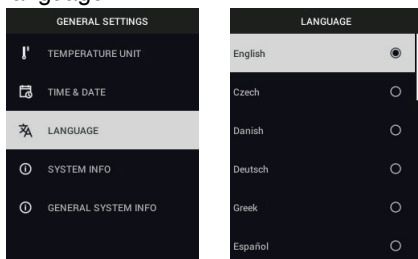 GENERAL SETTINGS
TEMPERATURE UNIT
TIME & DATE
LANGUAGE
SYSTEM INFO
GENERAL SYSTEM INFO
LANGUAGE
English
Czech
Danish
Deutsch
Greek
Español